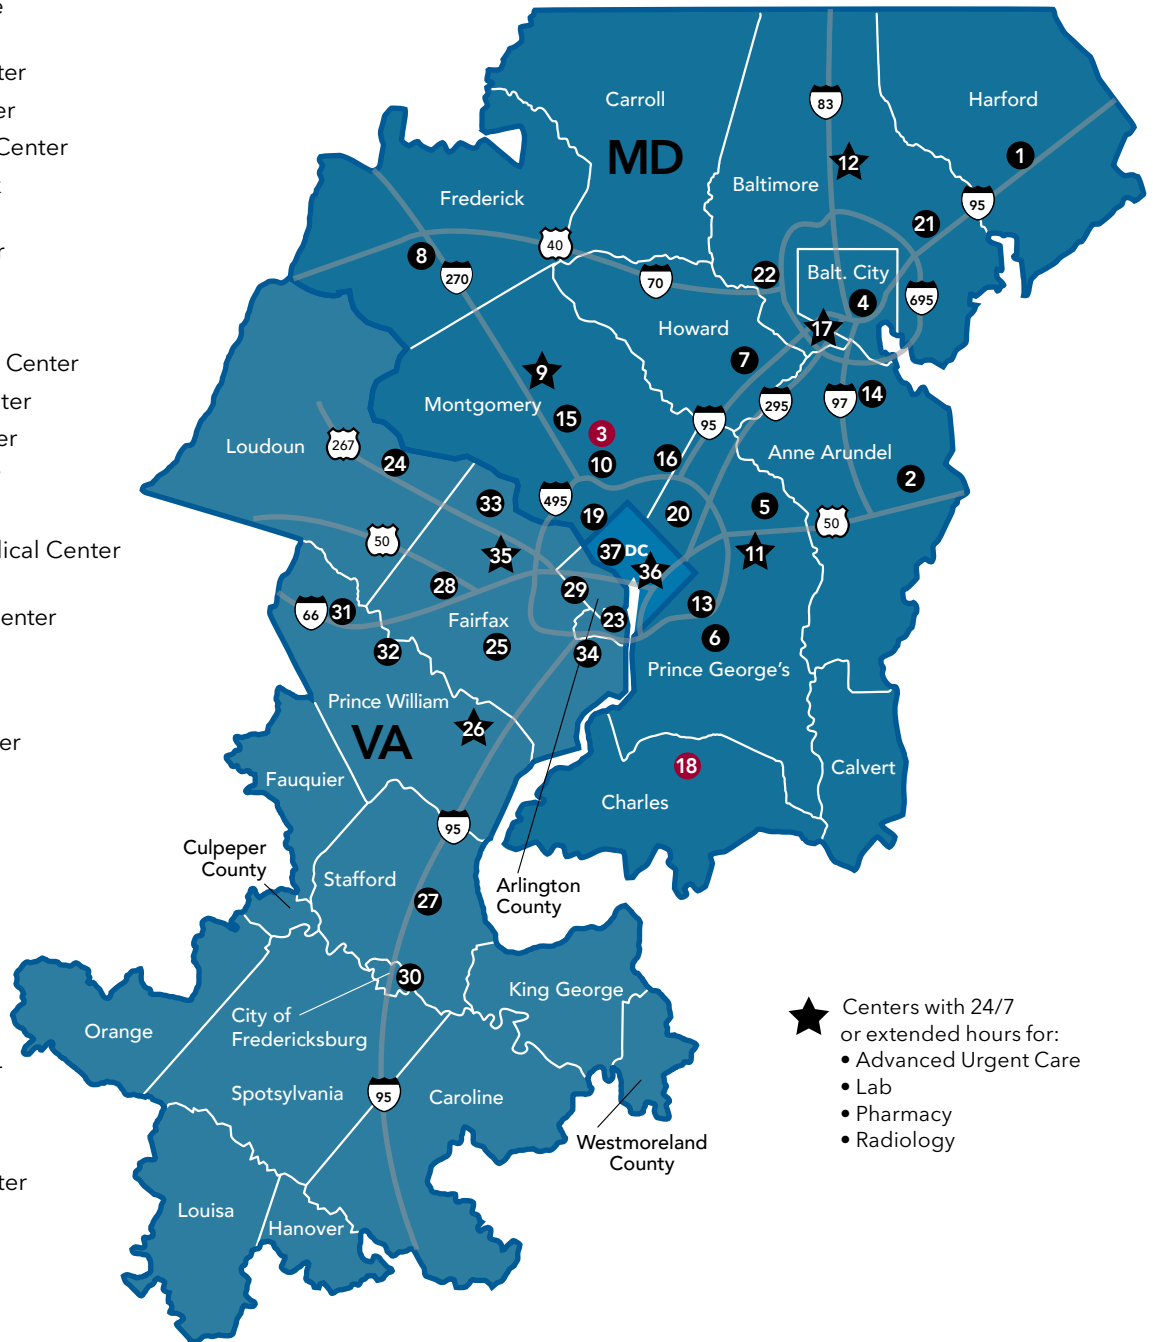 ter
er
Center
r
Center
ter
er
dical Center
enter
er
ter
Carroll
Harford
83
MD
12
1
Baltimore
Frederick
95
21
40
8
270
70
22
Balt. City
695
4
17
Howard
7
9
Montgomery
15
295
97
14
95
3
Loudoun
267
24
10
16
Anne Arundel
2
33
495
19
20
5
50
50
35
37
DC
36
11
28
29
13
66
31
Fairfax
23
6
32
25
34
Prince George's
Prince William
26
VA
18
Calvert
Fauquier
Charles
95
Culpeper
County
Stafford
Arlington
County
27
30
King George
City of
Fredericksburg
Orange
Spotsylvania
95
Caroline
Westmoreland
County
Louisa
Hanover
Centers with 24/7
or extended hours for:
• Advanced Urgent Care
• Lab
• Pharmacy
• Radiology